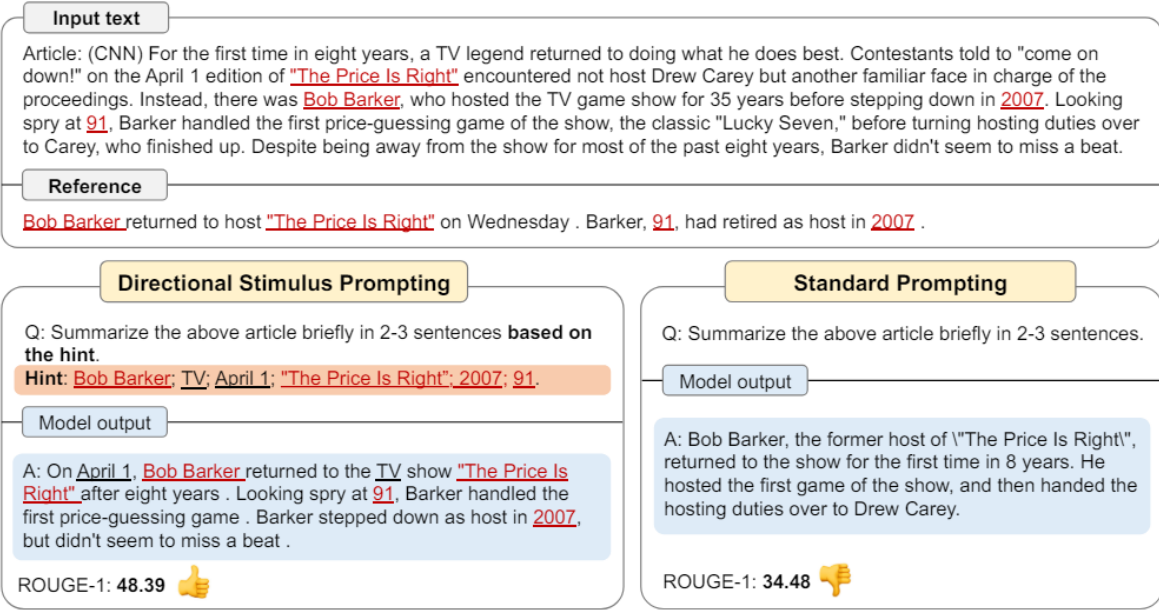 Input text
Article: (CNN) For the first time in eight years, a TV legend returned to doing what he does best. Contestants told to "come on
down!" on the April 1 edition of "The Price Is Right" encountered not host Drew Carey but another familiar face in charge of the
proceedings. Instead, there was Bob Barker, who hosted the TV game show for 35 years before stepping down in 2007. Looking
spry at 91, Barker handled the first price-guessing game of the show, the classic "Lucky Seven," before turning hosting duties over
to Carey, who finished up. Despite being away from the show for most of the past eight years, Barker didn't seem to miss a beat.
Reference
Bob Barker returned to host "The Price Is Right" on Wednesday . Barker, 91, had retired as host in 2007 .
Directional Stimulus Prompting
Q: Summarize the above article briefly in 2-3 sentences based on
the hint.
Hint: Bob Barker; TV; April 1; "The Price Is Right"; 2007; 91.
Model output
A: On April 1, Bob Barker returned to the TV show "The Price Is
Right" after eight years . Looking spry at 91, Barker handled the
first price-guessing game . Barker stepped down as host in 2007,
but didn't seem to miss a beat .
ROUGE-1: 48.39
Standard Prompting
Q: Summarize the above article briefly in 2-3 sentences.
Model output
A: Bob Barker, the former host of \"The Price Is Right\",
returned to the show for the first time in 8 years. He
hosted the first game of the show, and then handed the
hosting duties over to Drew Carey.
ROUGE-1: 34.48